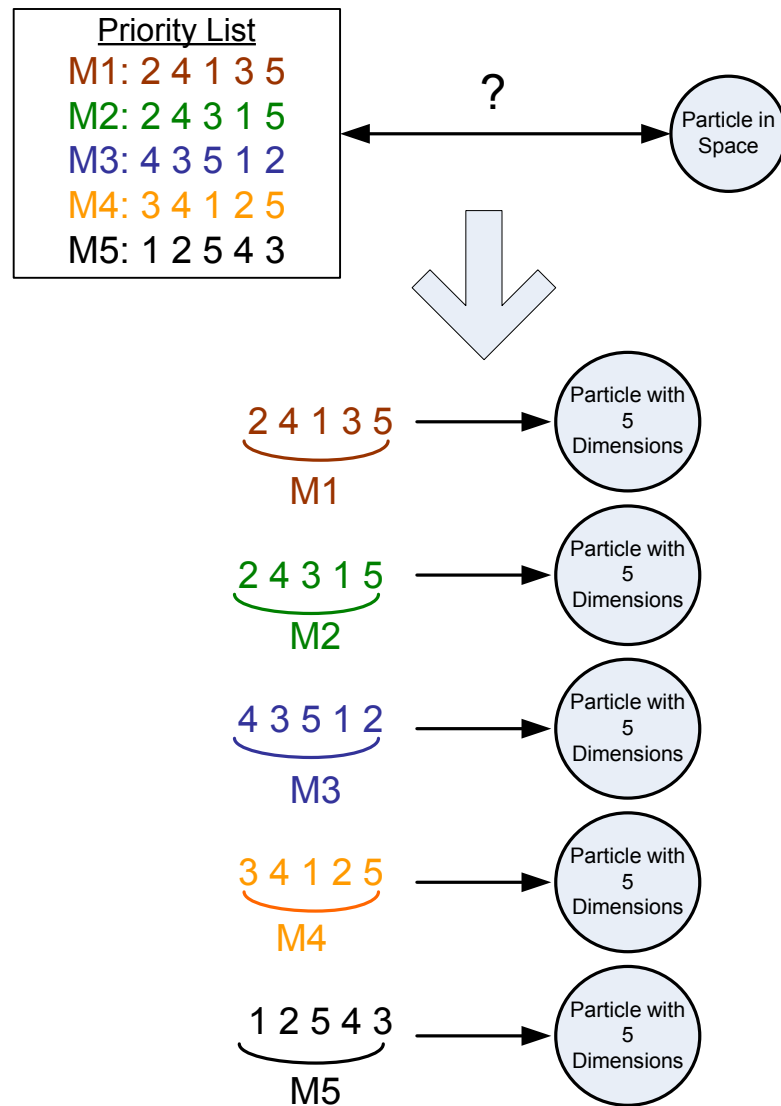 Priority List
M1: 2 4 1 3 5
M2: 2 4 3 1 5
M3: 4 3 5 1 2
M4: 3 4 1 2 5
M5: 1 2 5 4 3
?
Particle in
Space
2 4 1 3 5
M1
Particle with
5
Dimensions
2 4 3 1 5
M2
Particle with
5
Dimensions
4 3 5 1 2
M3
Particle with
5
Dimensions
3 4 1 2 5
M4
Particle with
5
Dimensions
1 2 5 4 3
M5
Particle with
5
Dimensions